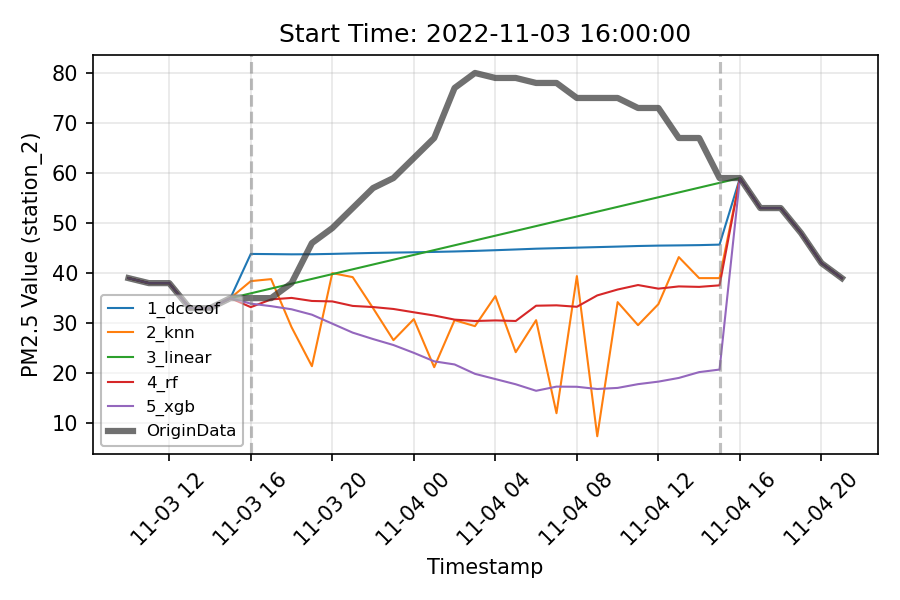 Start Time: 2022-11-03 16:00:00
PM2.5 Value (station_2)
80
70
60
50
40
30
20
10
1_dcceof
2_knn
3_linear
4_rf
5_xgb
OriginData
11-03 12
11-03 16
11-03 20
11-04 00
11-04 04
11-04 08
11-04 12
11-04 16
11-04 20
Timestamp